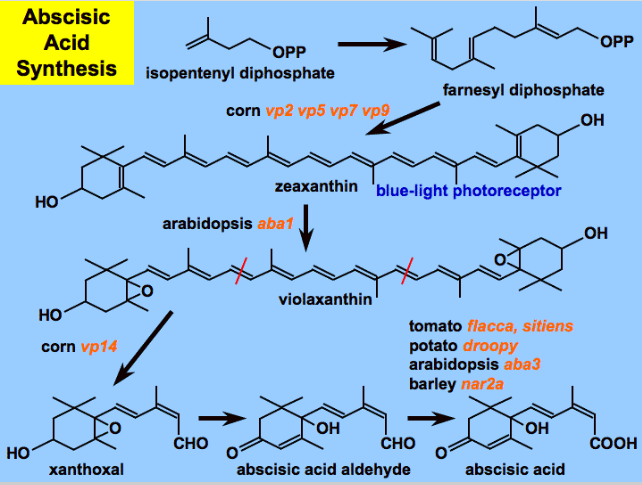 Abscisic
Acid
Synthesis
OPP
isopentenyl diphosphate
OPP
farnesyl diphosphate
corn vp2 vp5 vp7 vp9
OH
HO
zeaxanthin
blue-light photoreceptor
arabidopsis aba1
OH
O
O
HO
violaxanthin
corn vp14
tomato flacca, sitiens
potato droopy
arabidopsis aba3
barley nar2a
O
HO
CHO
xanthoxal
OH
O
CHO
abscisic acid aldehyde
OH
O
COOH
abscisic acid